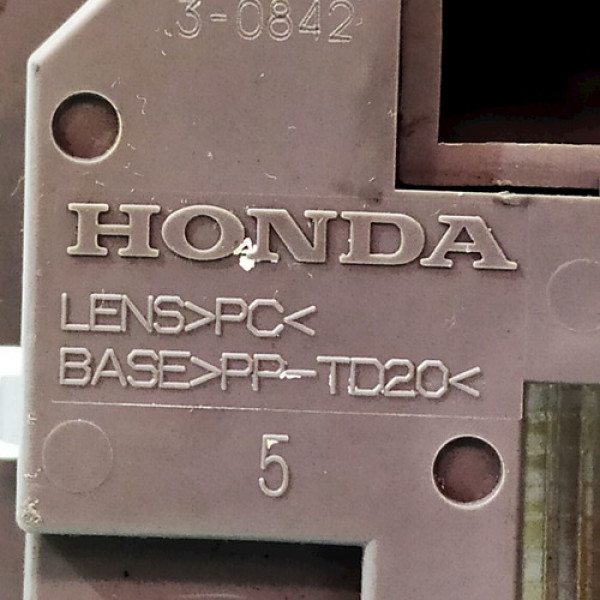 3-0842
HONDA
LENS>PC<
BASE>PP-TD20<
5